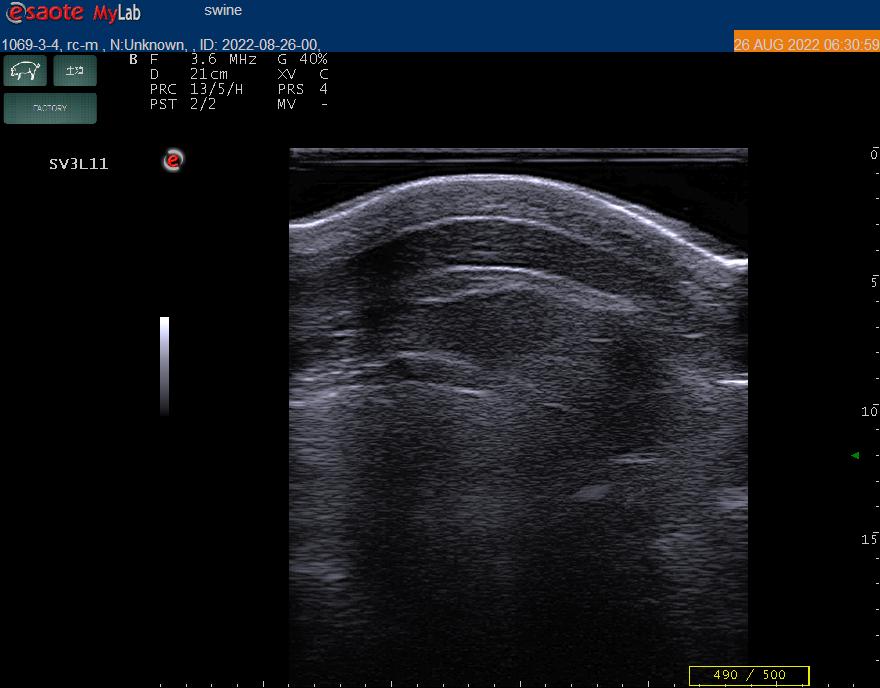 esaote MyLab
swine
1069-3-4, rc-m , N:Unknown, , ID: 2022-08-26-00,
26 AUG 2022 06:30:59
土猪
FACTORY
B F 3.6 MHz G 40%
D 21cm XV C
PRC 13/5/H PRS 4
PST 2/2 MV -
SV3L11
e
0
5
10
15
490 / 500